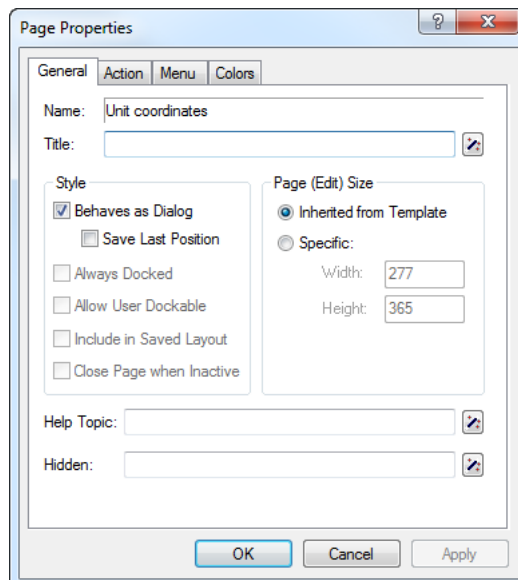 Page Properties
?
General Action Menu Colors
Name: Unit coordinates
Title:
Style
Behaves as Dialog
Save Last Position
Always Docked
Allow User Dockable
Include in Saved Layout
Close Page when Inactive
Page (Edit) Size
Inherited from Template
Specific:
Width: 277
Height: 365
Help Topic:
Hidden:
OK Cancel Apply